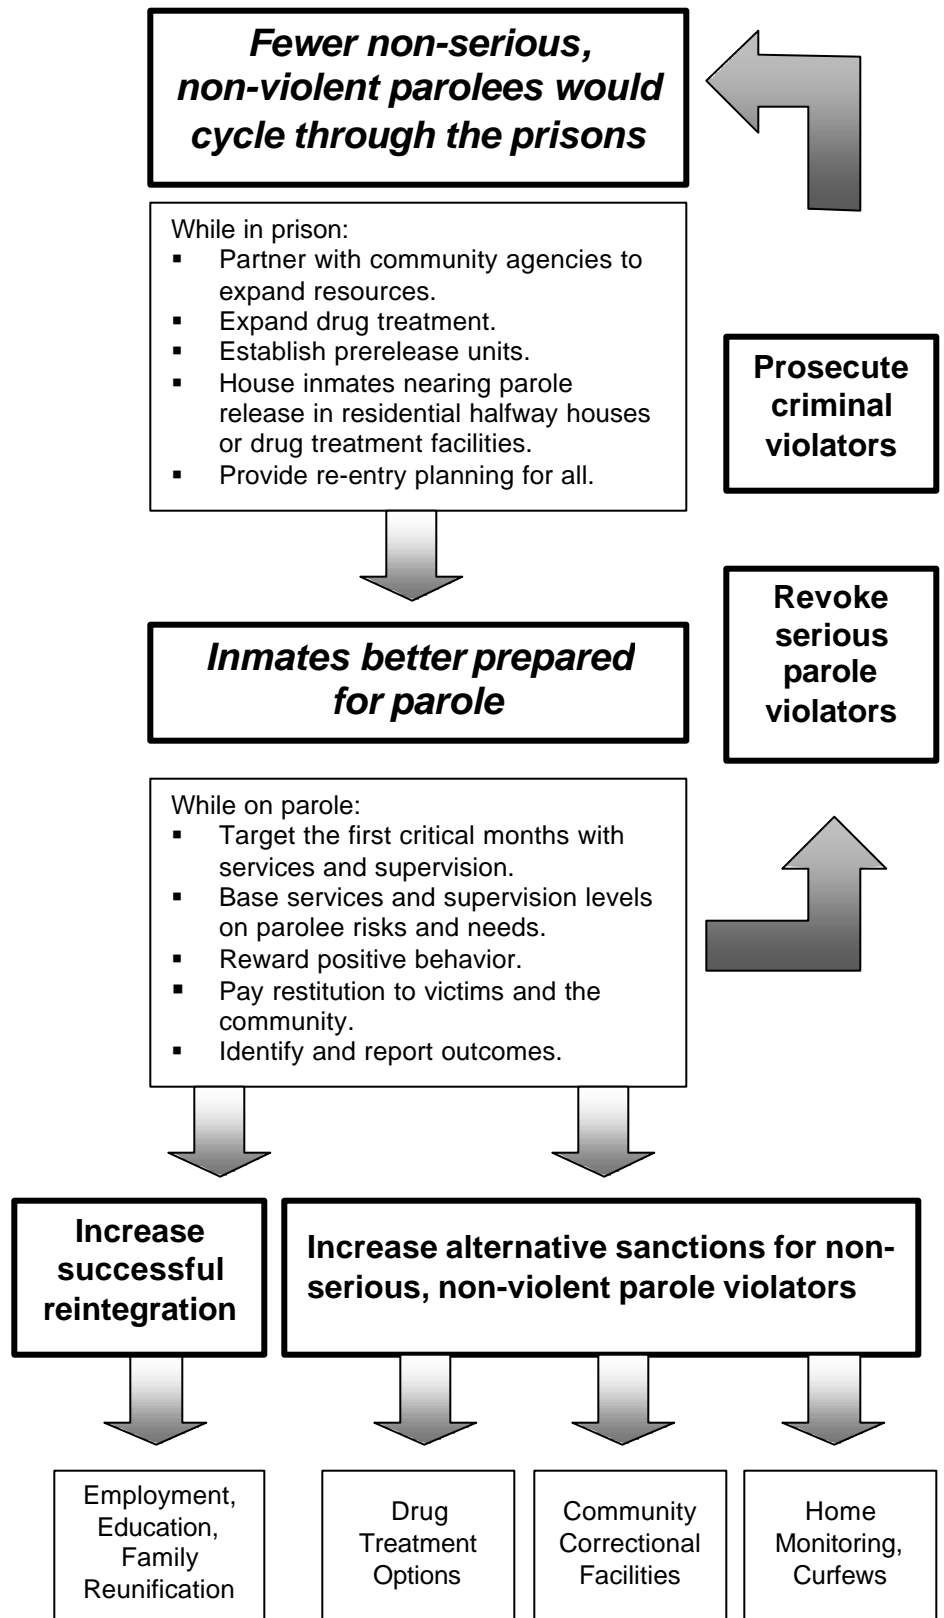 Fewer non-serious,
non-violent parolees would
cycle through the prisons
While in prison:
▪ Partner with community agencies to
expand resources.
▪ Expand drug treatment.
▪ Establish prerelease units.
▪ House inmates nearing parole
release in residential halfway houses
or drug treatment facilities.
▪ Provide re-entry planning for all.
Prosecute
criminal
violators
Revoke
serious
parole
violators
Inmates better prepared
for parole
While on parole:
▪ Target the first critical months with
services and supervision.
▪ Base services and supervision levels
on parolee risks and needs.
▪ Reward positive behavior.
▪ Pay restitution to victims and the
community.
▪ Identify and report outcomes.
Increase
successful
reintegration
Increase alternative sanctions for non-
serious, non-violent parole violators
Employment,
Education,
Family
Reunification
Drug
Treatment
Options
Community
Correctional
Facilities
Home
Monitoring,
Curfews